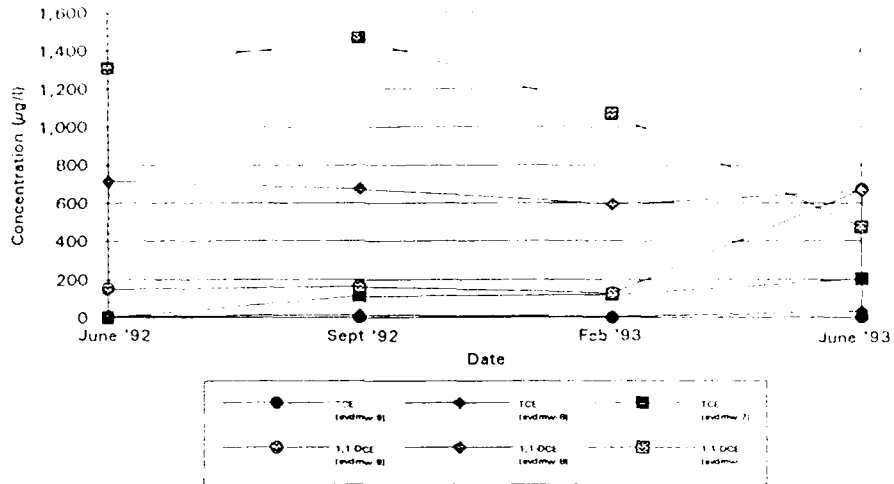 1,600
1,400
1,200
1,000
800
600
400
200
0
Concentration (µg/l)
June '92
Sept '92
Feb '93
June '93
Date
TCE
TCE
TCE
1,1-DCE
1,1-DCE
1,1-DCE